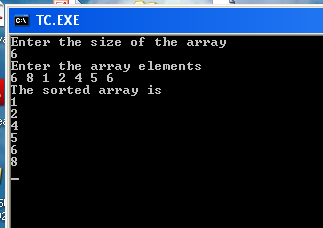 TC.EXE
Enter the size of the array
6
Enter the array elements
6 8 1 2 4 5 6
The sorted array is
1
2
4
5
6
8